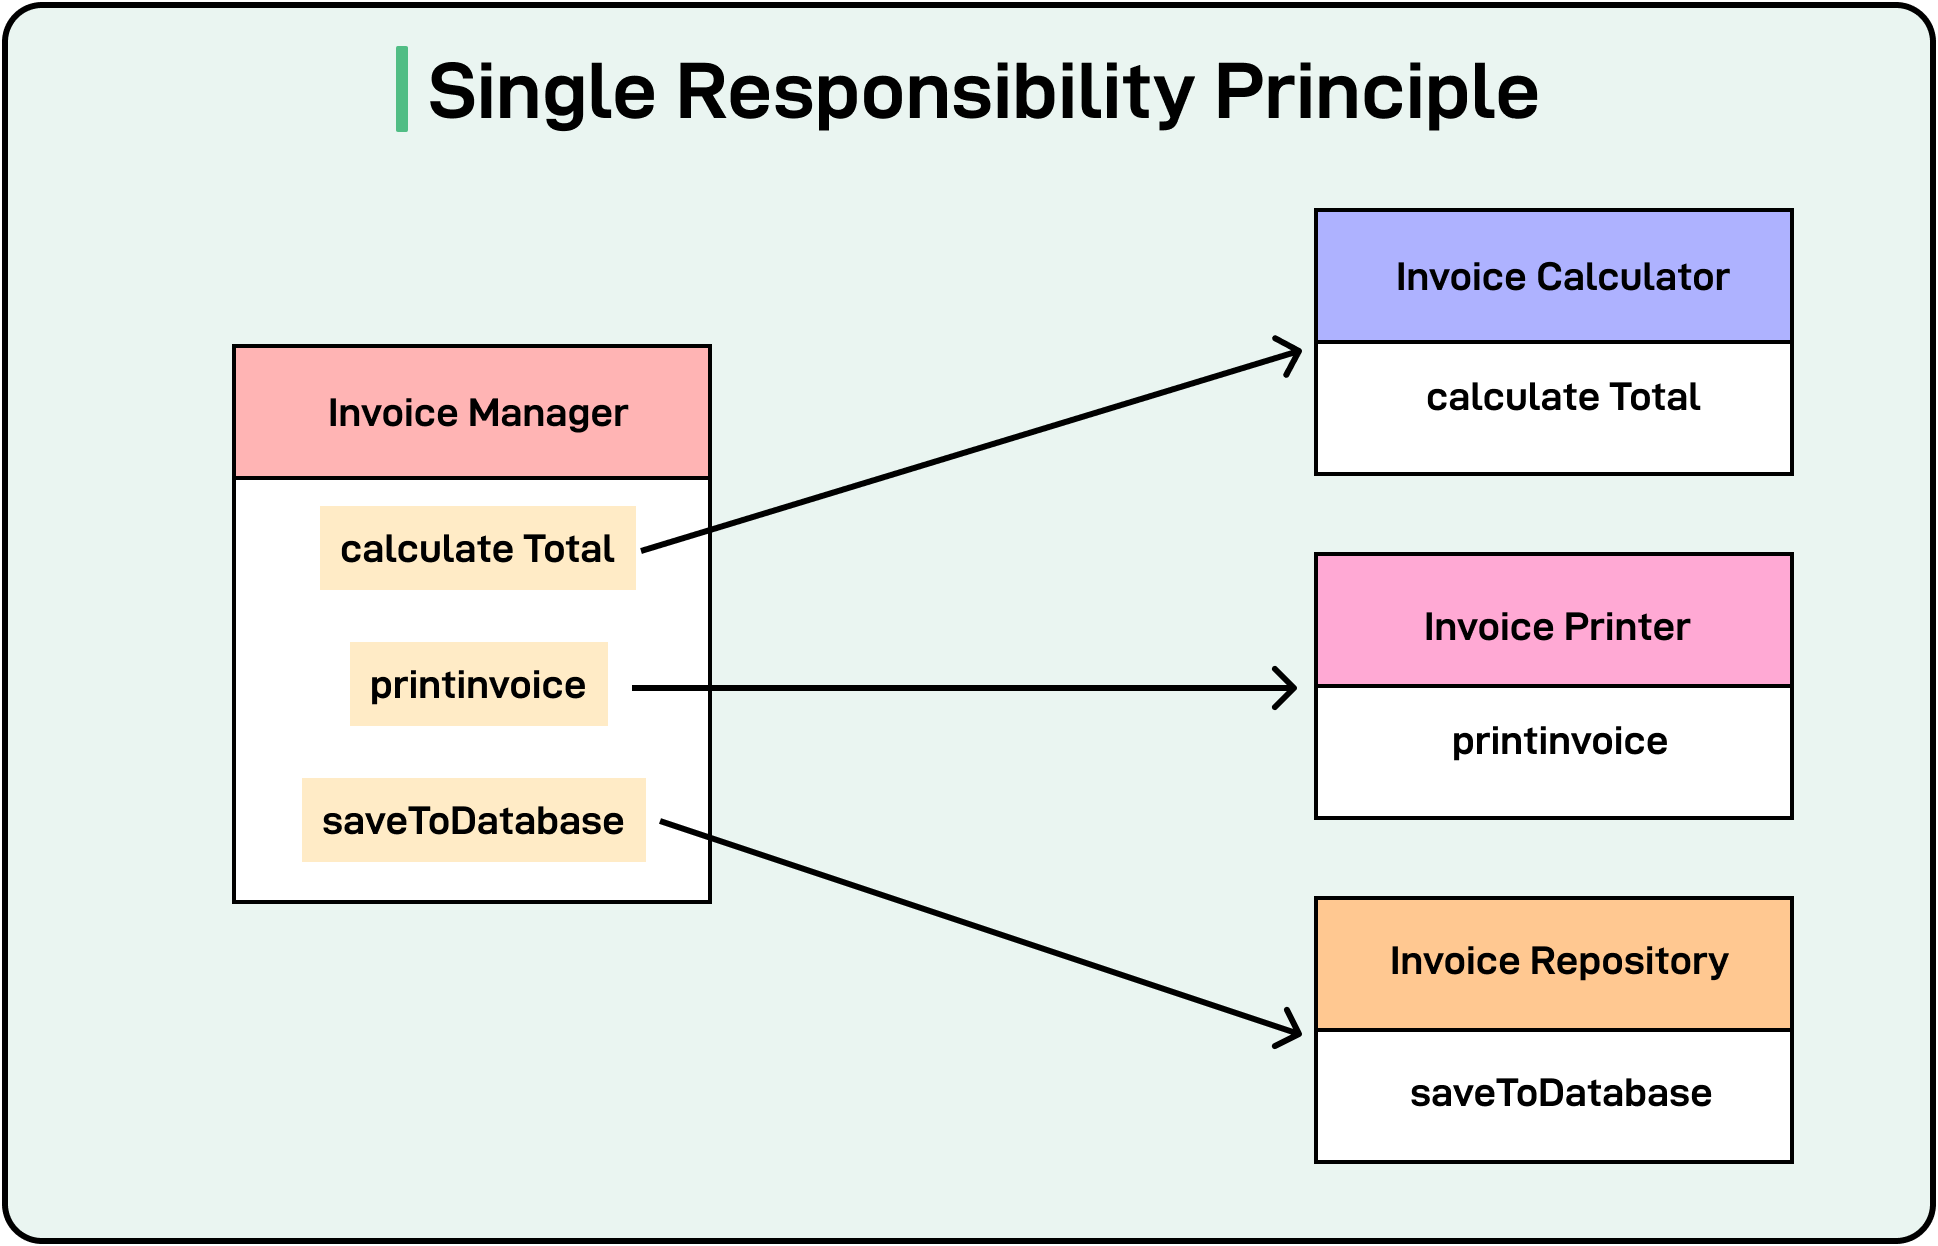 Single Responsibility Principle
Invoice Manager
calculate Total
printinvoice
saveToDatabase
Invoice Calculator
calculate Total
Invoice Printer
printinvoice
Invoice Repository
saveToDatabase